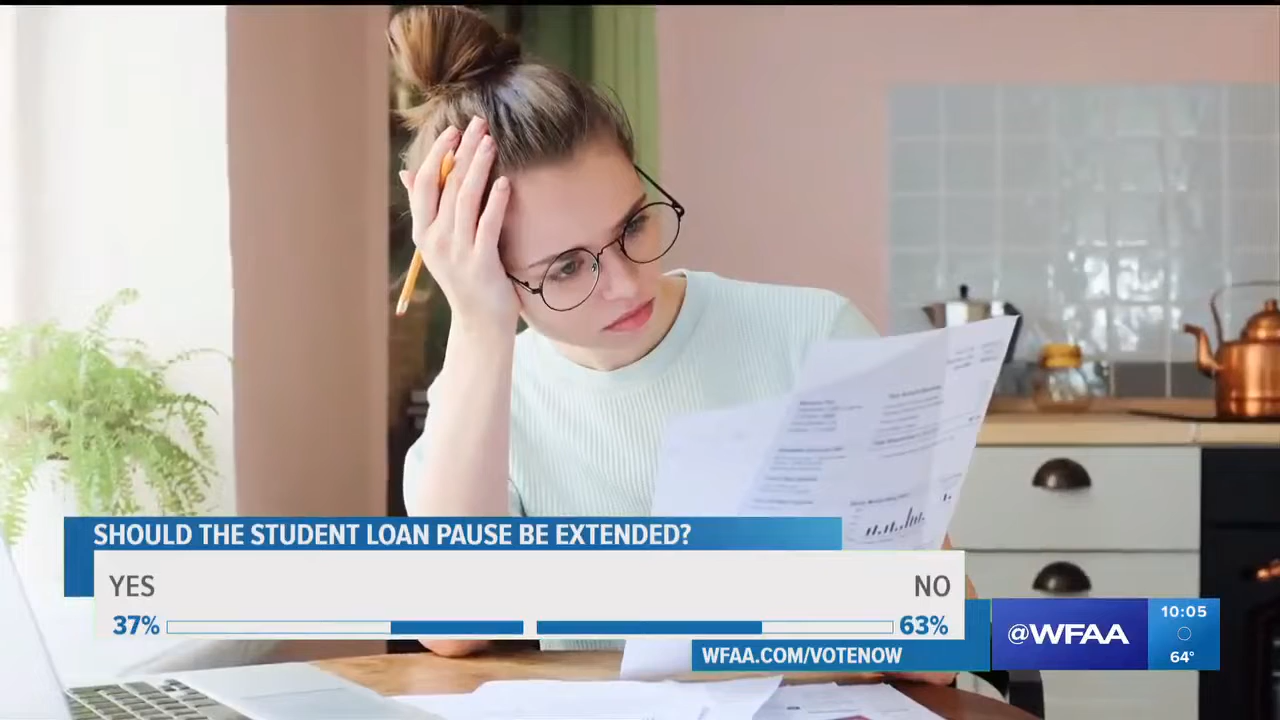 SHOULD THE STUDENT LOAN PAUSE BE EXTENDED?
YES
NO
37%
63%
WFAA.COM/VOTENOW
@WFAA
10:05
64°